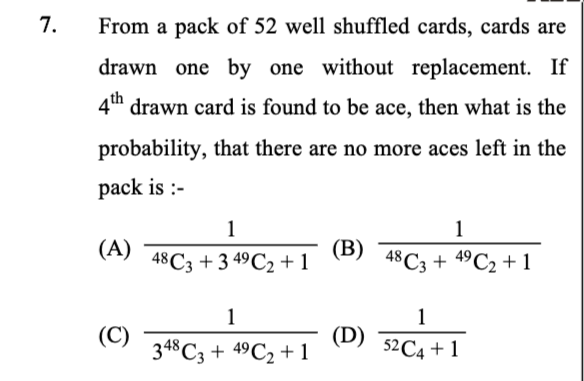 7. From a pack of 52 well shuffled cards, cards are
drawn one by one without replacement. If
4th drawn card is found to be ace, then what is the
probability, that there are no more aces left in the
pack is :-
(A) 1 / (⁴⁸C₃ + 3 ⁴⁹C₂ + 1) (B) 1 / (⁴⁸C₃ + ⁴⁹C₂ + 1)
(C) 1 / (3⁴⁸C₃ + ⁴⁹C₂ + 1) (D) 1 / (⁵²C₄ + 1)